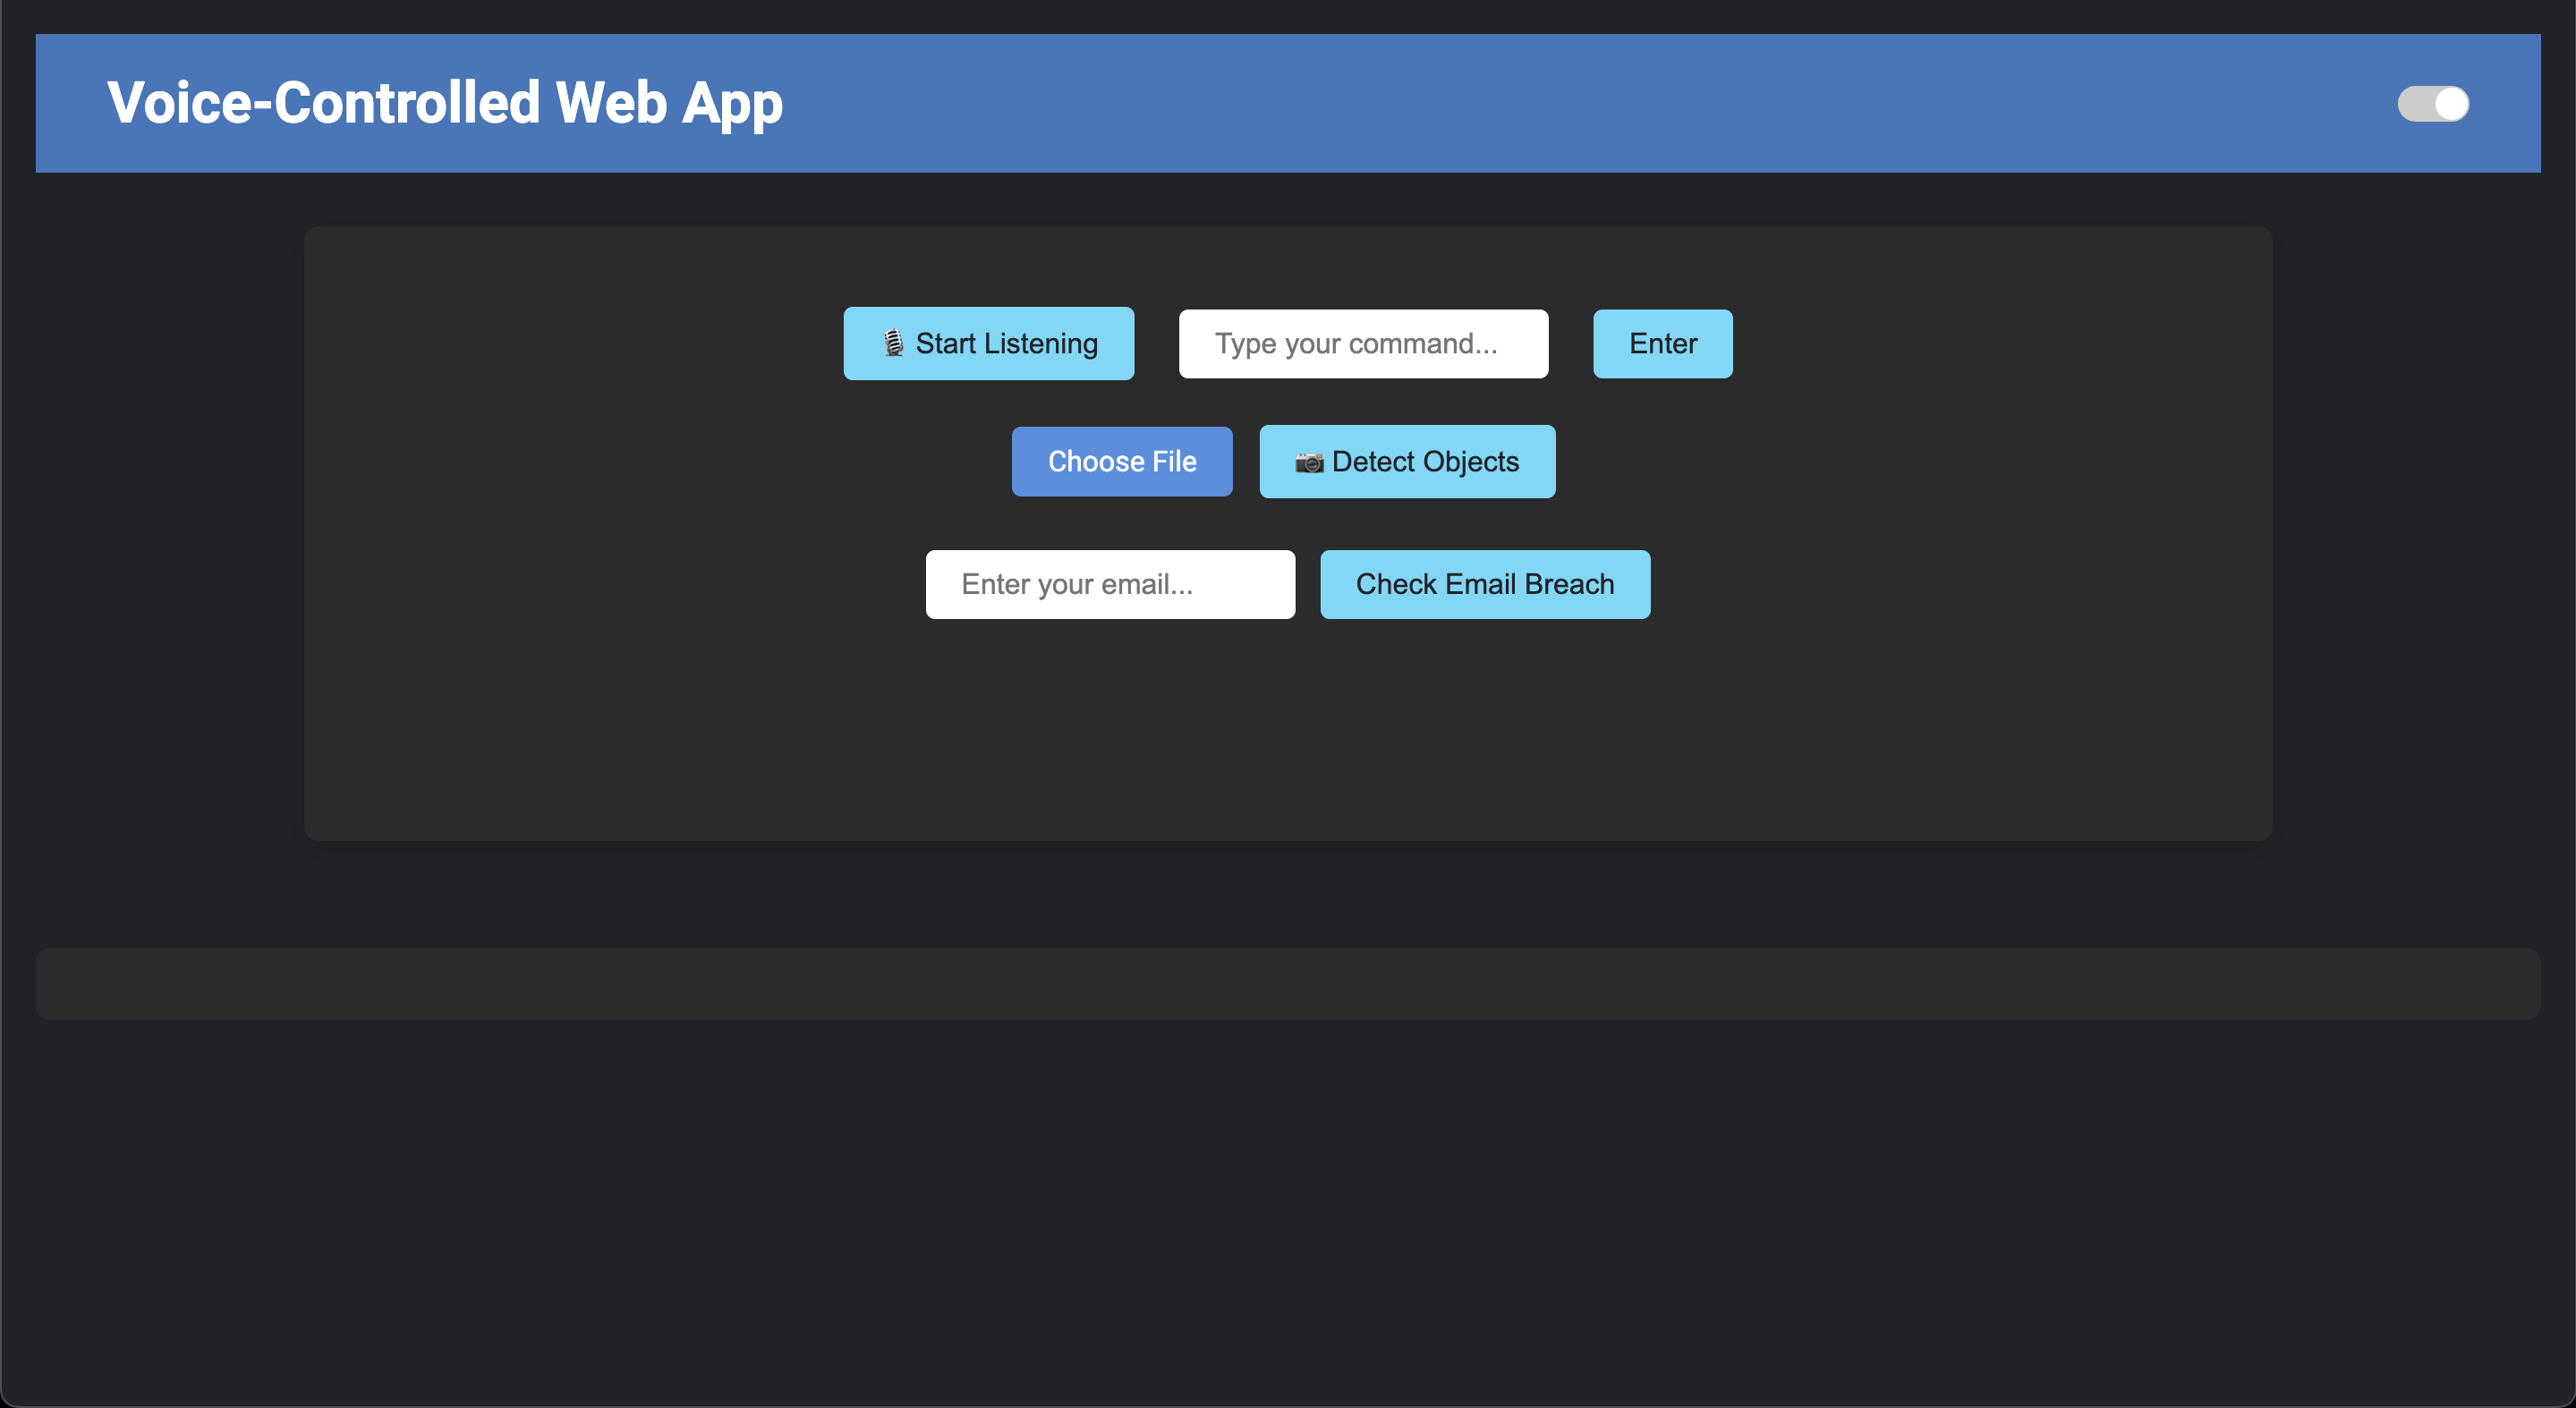 Voice-Controlled Web App
🎙 Start Listening Type your command... Enter
Choose File 📷 Detect Objects
Enter your email... Check Email Breach